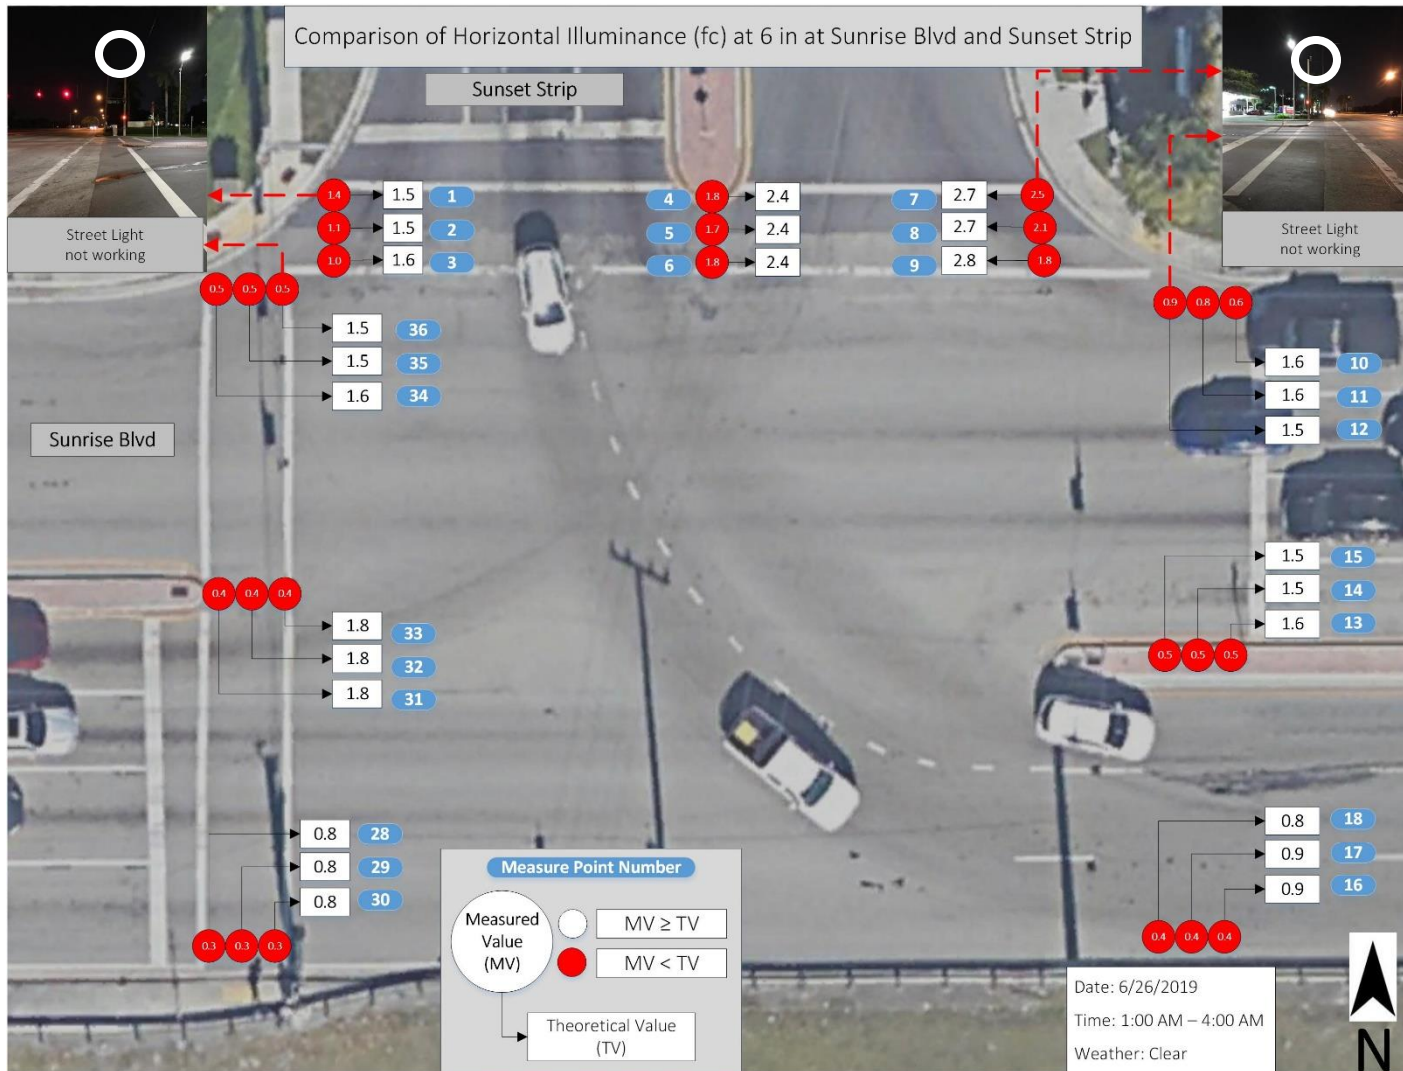 Comparison of Horizontal Illuminance (fc) at 6 in at Sunrise Blvd and Sunset Strip
Sunset Strip
Street Light
not working
Street Light
not working
1.4 1.5 1
1.1 1.5 2
1.0 1.6 3
4 1.8 2.4
5 1.7 2.4
6 1.8 2.4
7 2.7 2.5
8 2.7 2.1
9 2.8 1.8
0.5 0.5 0.5
1.5 36
1.5 35
1.6 34
0.9 0.8 0.6
1.6 10
1.6 11
1.5 12
Sunrise Blvd
0.4 0.4 0.4
1.8 33
1.8 32
1.8 31
1.5 15
1.5 14
1.6 13
0.5 0.5 0.5
0.8 28
0.8 29
0.8 30
0.3 0.3 0.3
0.8 18
0.9 17
0.9 16
0.4 0.4 0.4
Measure Point Number
Measured
Value
(MV)
MV ≥ TV
MV < TV
Theoretical Value
(TV)
Date: 6/26/2019
Time: 1:00 AM – 4:00 AM
Weather: Clear
N